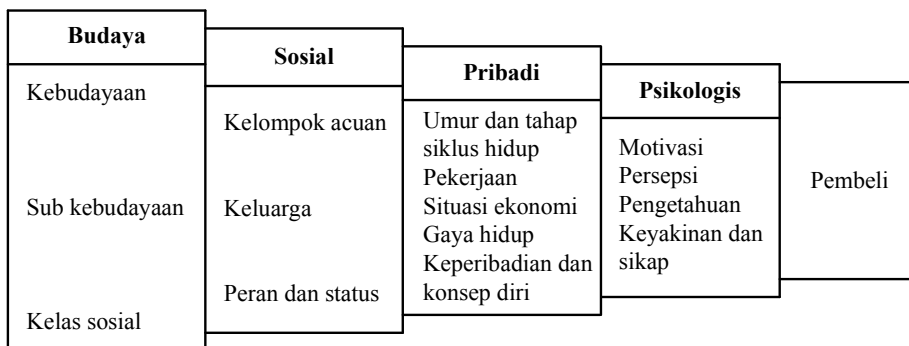 Budaya
Kebudayaan
Sub kebudayaan
Kelas sosial
Sosial
Kelompok acuan
Keluarga
Peran dan status
Pribadi
Umur dan tahap
siklus hidup
Pekerjaan
Situasi ekonomi
Gaya hidup
Keperibadian dan
konsep diri
Psikologis
Motivasi
Persepsi
Pengetahuan
Keyakinan dan
sikap
Pembeli